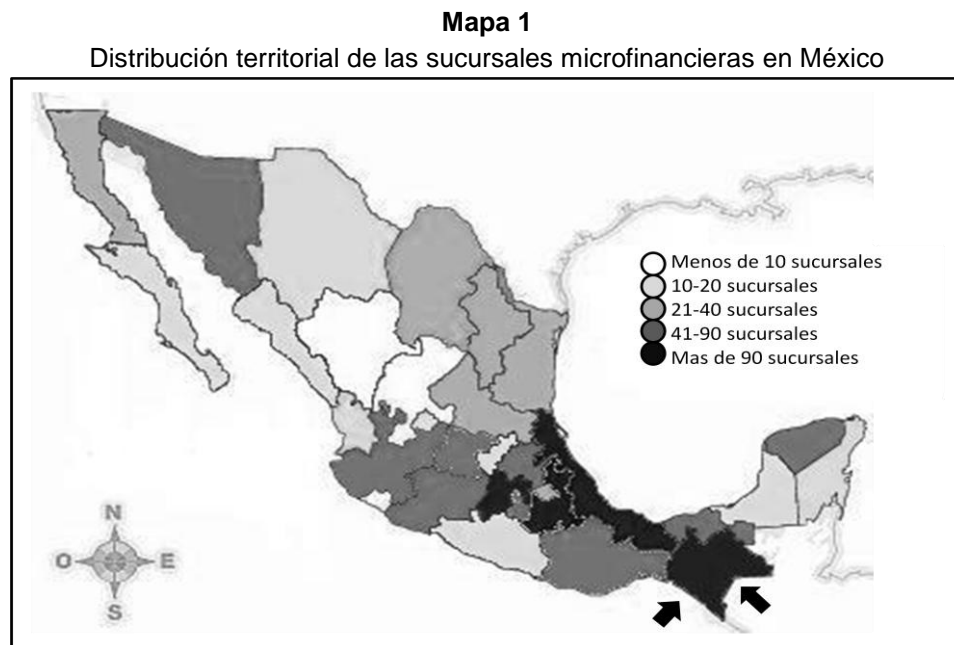 Mapa 1
Distribución territorial de las sucursales microfinancieras en México
Menos de 10 sucursales
10-20 sucursales
21-40 sucursales
41-90 sucursales
Mas de 90 sucursales
N
O E
S